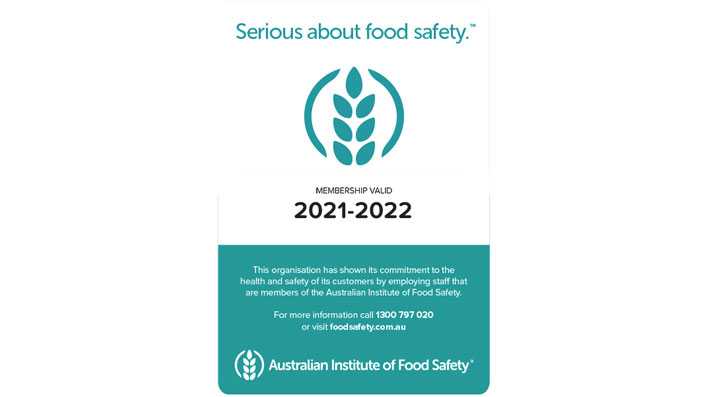 Serious about food safety.™
MEMBERSHIP VALID
2021-2022
This organisation has shown its commitment to the
health and safety of its customers by employing staff that
are members of the Australian Institute of Food Safety.
For more information call 1300 797 020
or visit foodsafety.com.au
Australian Institute of Food Safety®